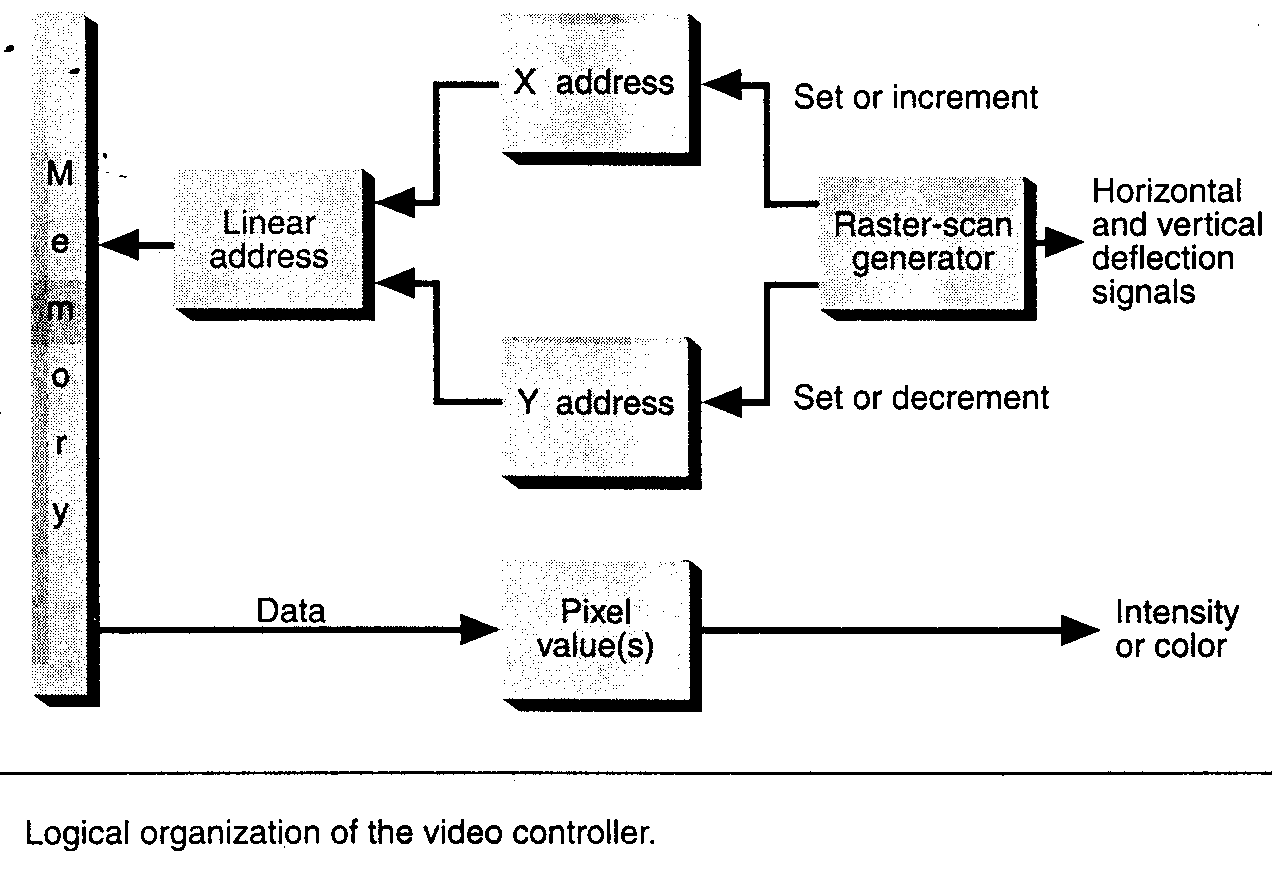 X address
Set or increment
Memory
Linear
address
Raster-scan
generator
Horizontal
and vertical
deflection
signals
Y address
Set or decrement
Data
Pixel
value(s)
Intensity
or color
Logical organization of the video controller.